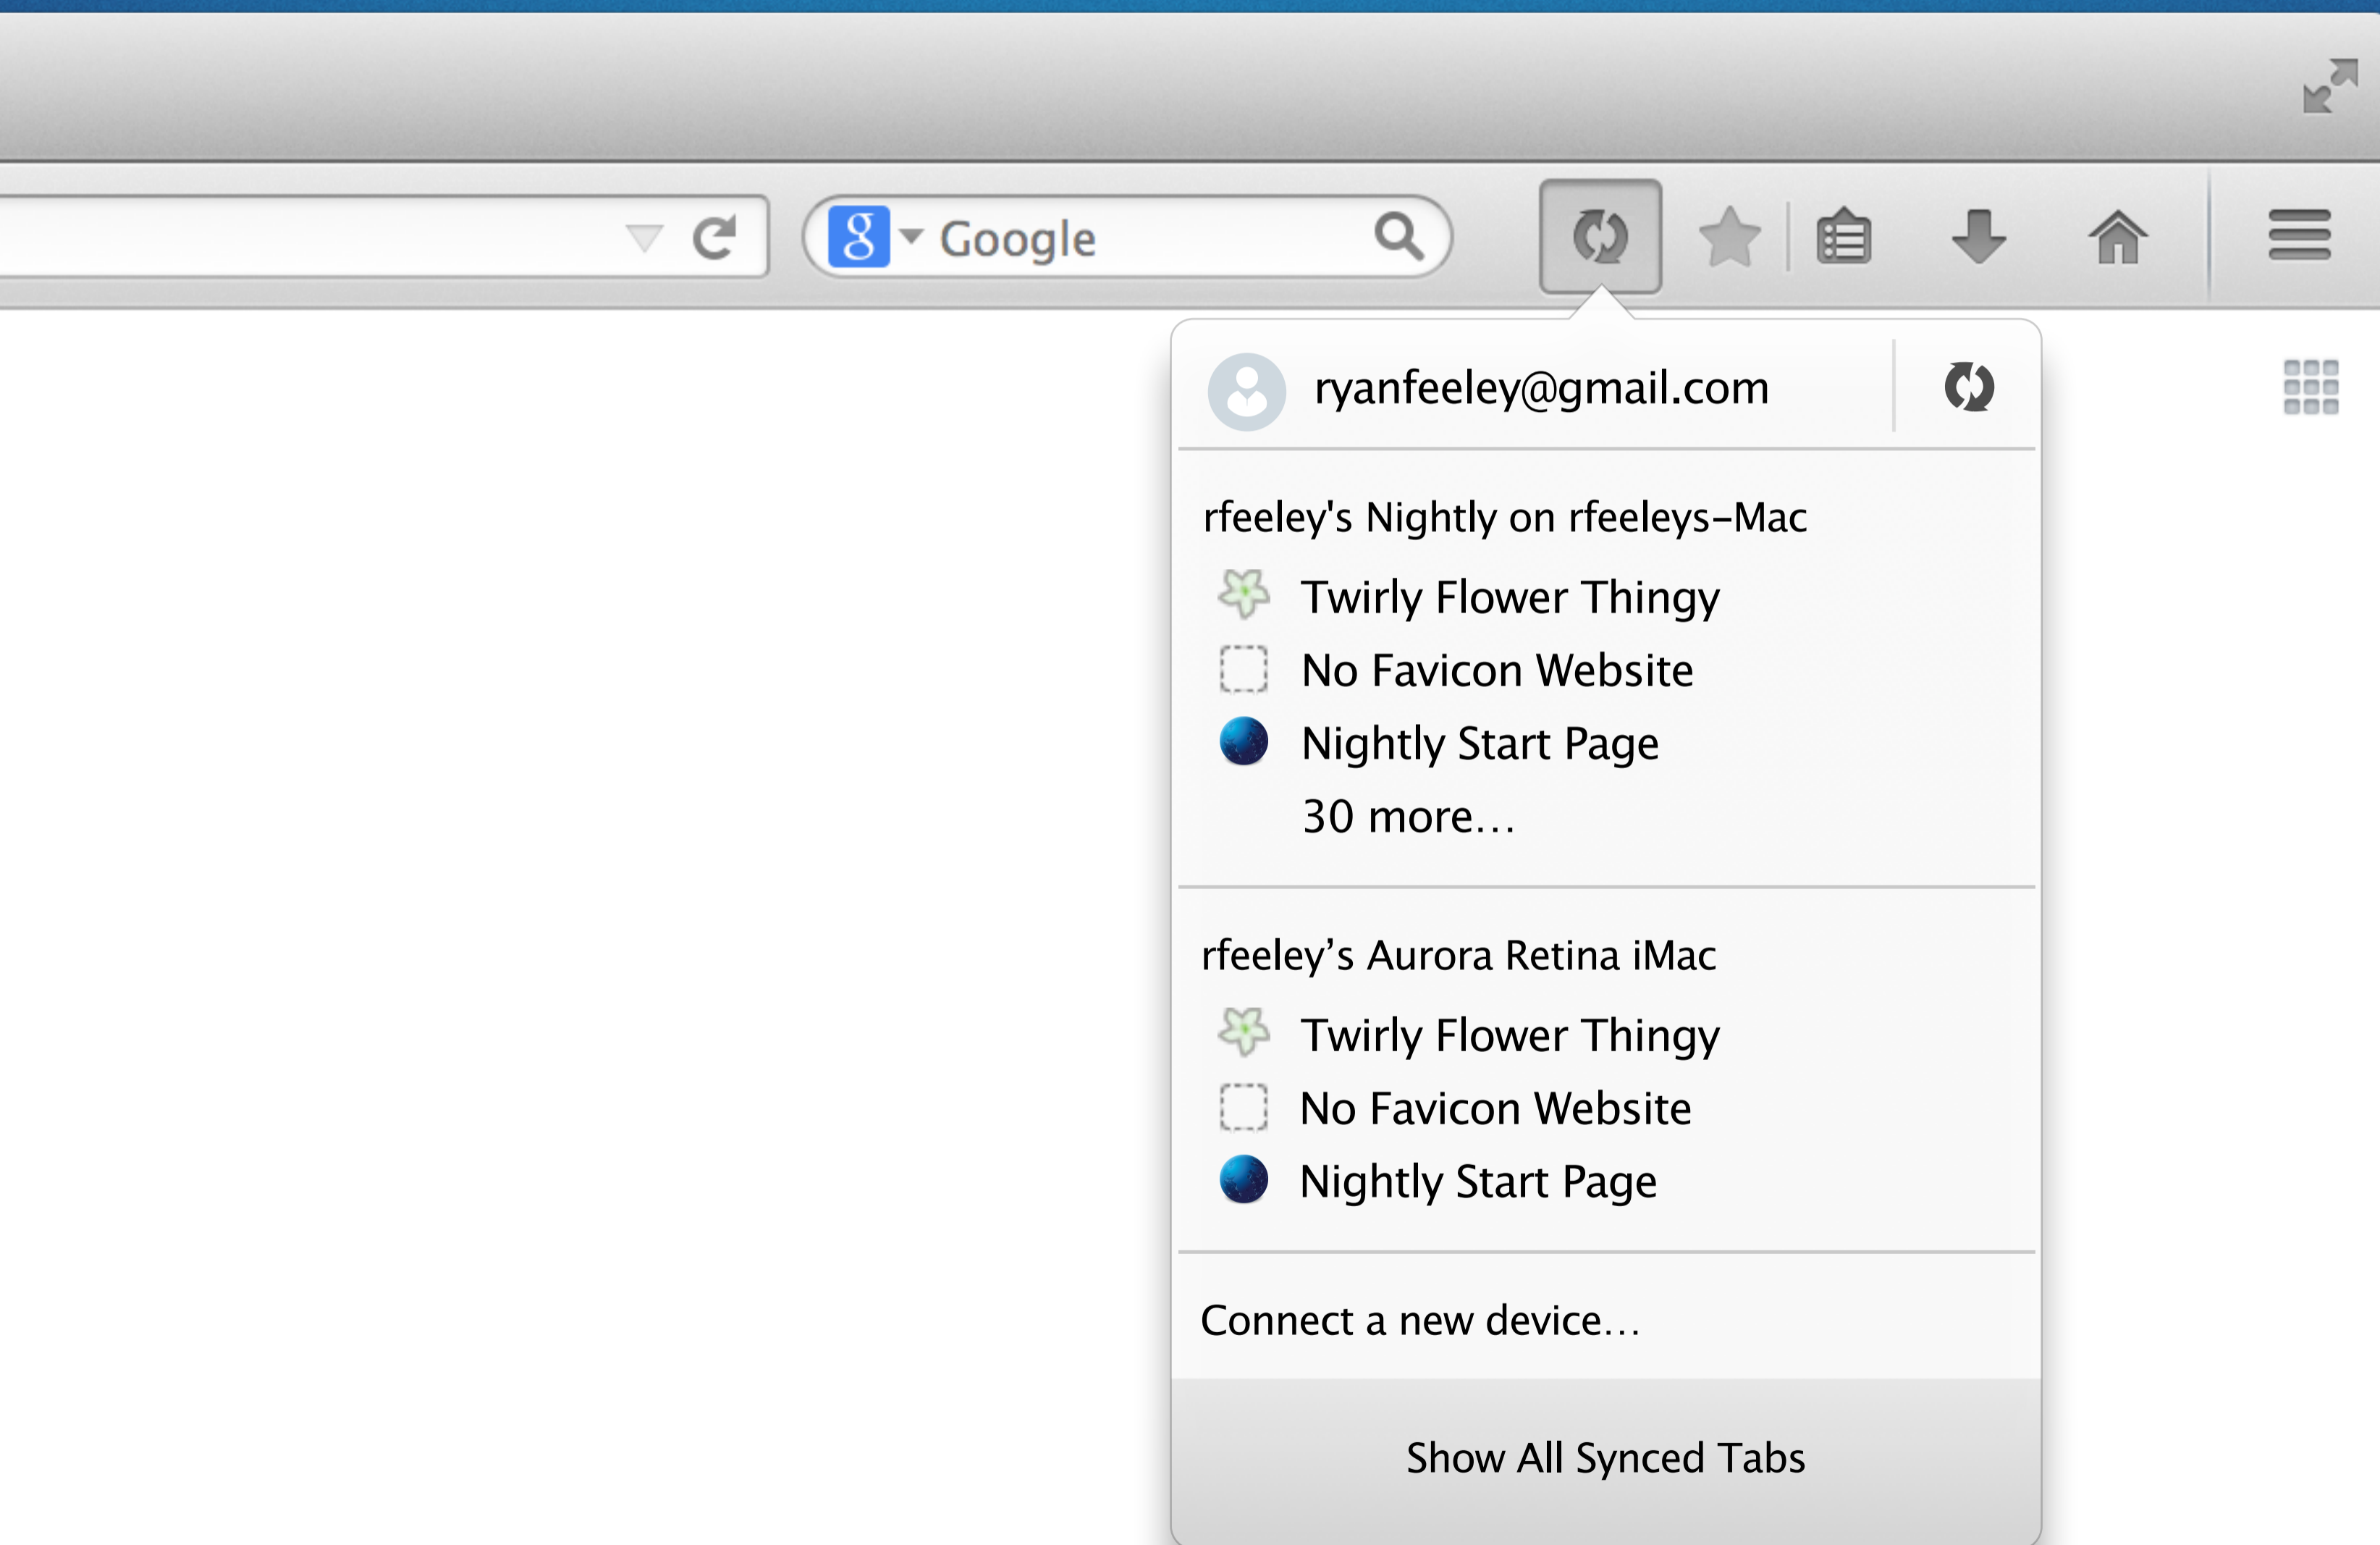 g Google
ryanfeeley@gmail.com
rfeeley's Nightly on rfeeleys–Mac
Twirly Flower Thingy
No Favicon Website
Nightly Start Page
30 more…
rfeeley’s Aurora Retina iMac
Twirly Flower Thingy
No Favicon Website
Nightly Start Page
Connect a new device…
Show All Synced Tabs